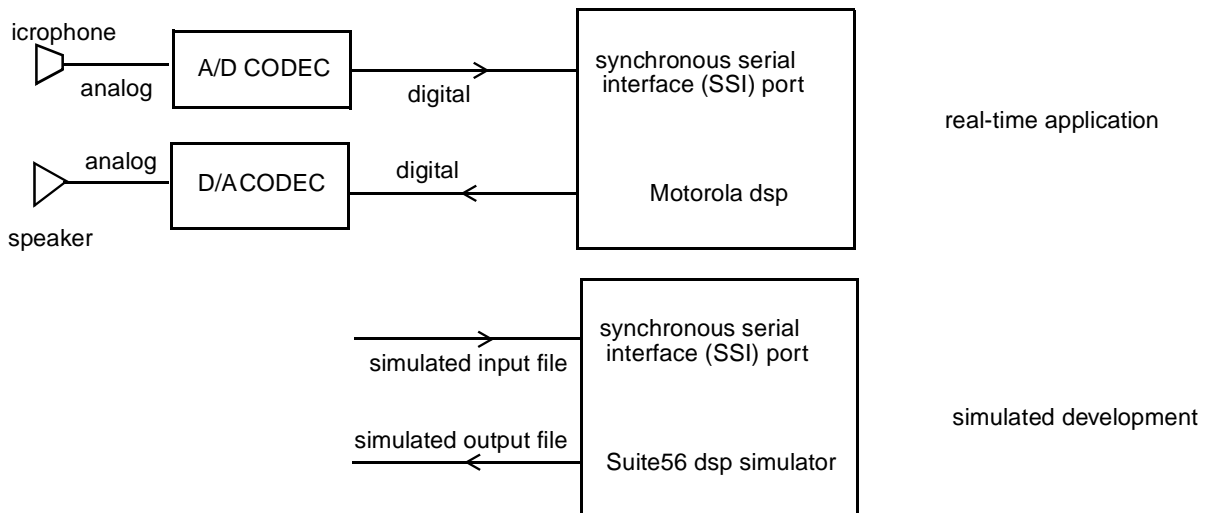 icrophone
analog
A/D CODEC
digital
synchronous serial
interface (SSI) port
real-time application
analog
D/A CODEC
digital
Motorola dsp
speaker
synchronous serial
interface (SSI) port
simulated input file
simulated development
simulated output file
Suite56 dsp simulator